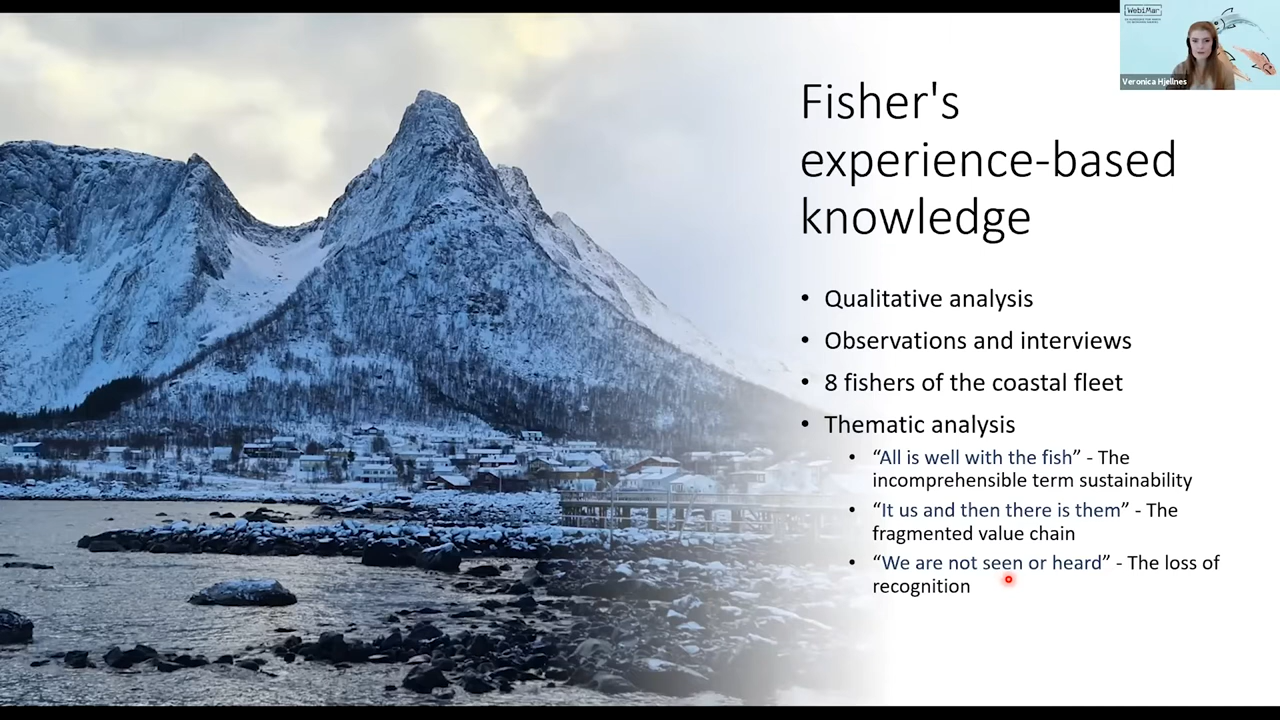 WebiMar
Veronica Hjellnes
Fisher's
experience-based
knowledge
• Qualitative analysis
• Observations and interviews
• 8 fishers of the coastal fleet
• Thematic analysis
• “All is well with the fish” - The
incomprehensible term sustainability
• “It us and then there is them” - The
fragmented value chain
• “We are not seen or heard” - The loss of
recognition